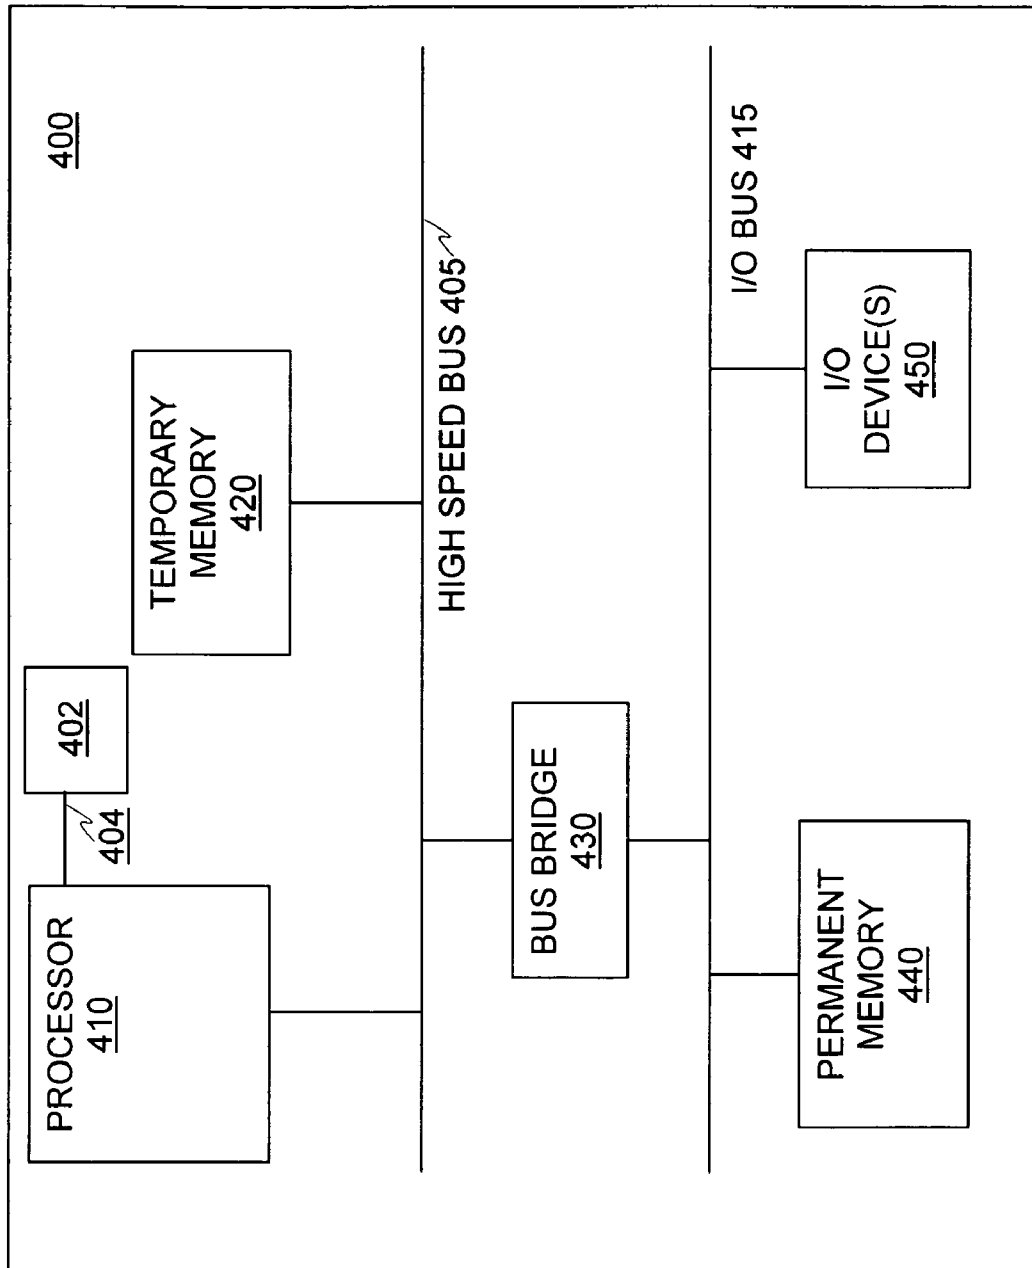 400
PROCESSOR
410
404
402
TEMPORARY
MEMORY
420
HIGH SPEED BUS 405
BUS BRIDGE
430
I/O BUS 415
PERMANENT
MEMORY
440
I/O
DEVICE(S)
450